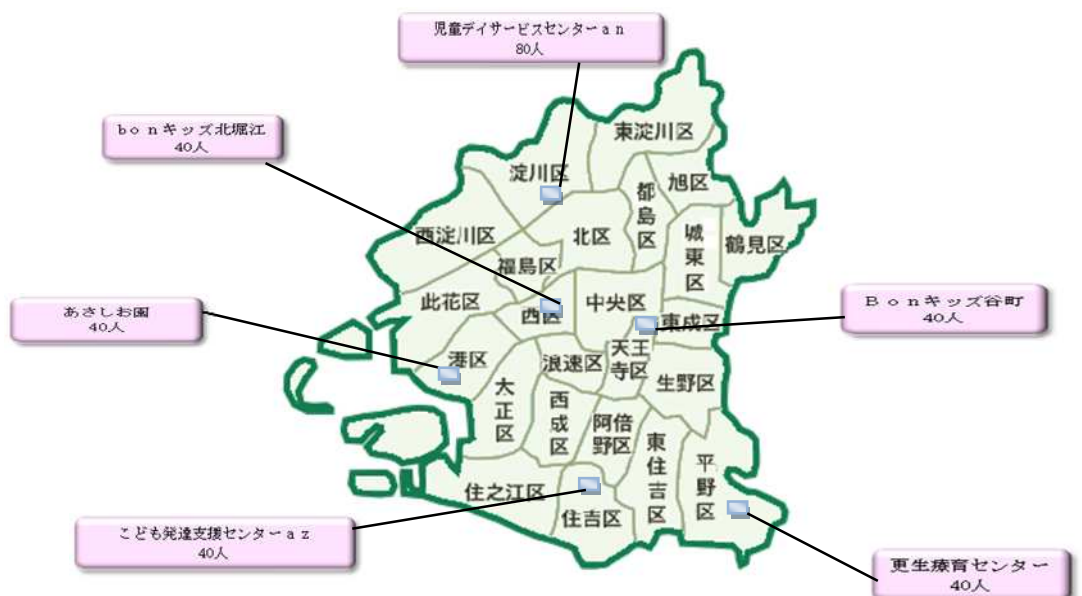 児童デイサービスセンターａｎ
80人
ｂｏｎキッズ北堀江
40人
東淀川区
淀川区
旭区
都島区
西淀川区
北区
城東区
鶴見区
福島区
此花区
中央区
西区
東成区
あさしお園
40人
Ｂｏｎキッズ谷町
40人
港区
浪速区
天王寺区
生野区
大正区
西成区
阿倍野区
東住吉区
平野区
住之江区
住吉区
こども発達支援センターａｚ
40人
更生療育センター
40人